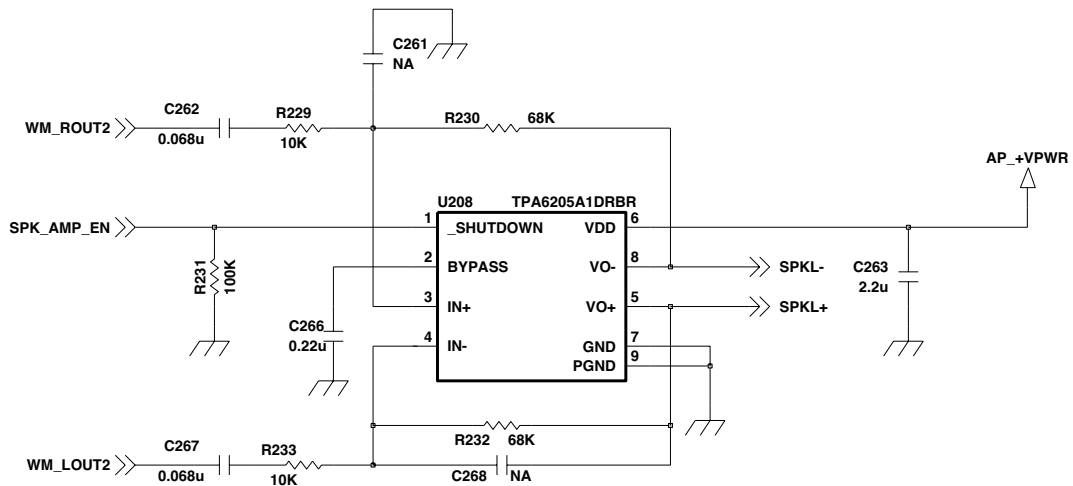 C261
NA
C262
0.068u
R229
10K
R230
68K
WM_ROUT2
AP_+VPWR
U208
TPA6205A1DRBR
SPK_AMP_EN
1
_SHUTDOWN
VDD
6
R231
100K
2
BYPASS
VO-
8
SPKL-
C263
2.2u
3
IN+
VO+
5
SPKL+
C266
0.22u
4
IN-
GND
7
PGND
9
R232
68K
C267
0.068u
R233
10K
C268
NA
WM_LOUT2